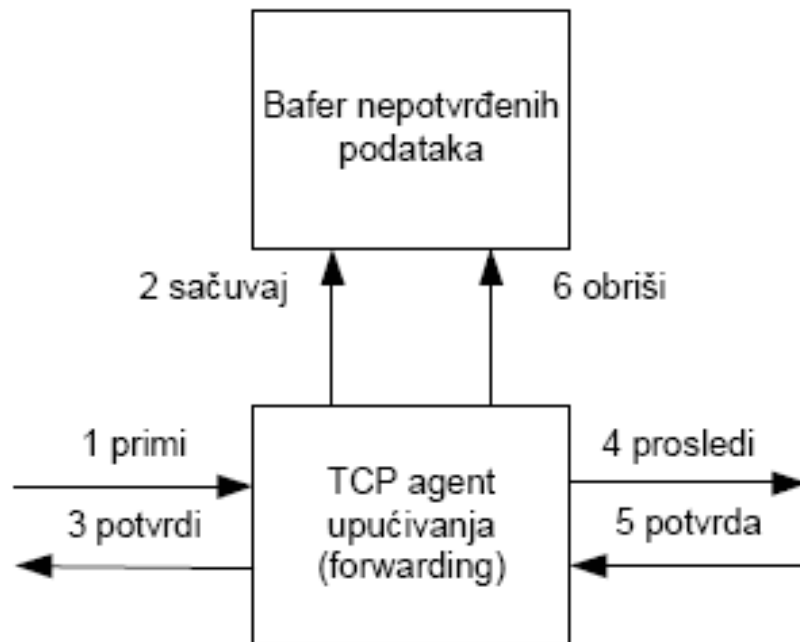 Bafer nepotvrđenih
podataka
2 sačuvaj
6 obriši
1 primi
4 prosledi
TCP agent
upućivanja
(forwarding)
3 potvrdi
5 potvrda